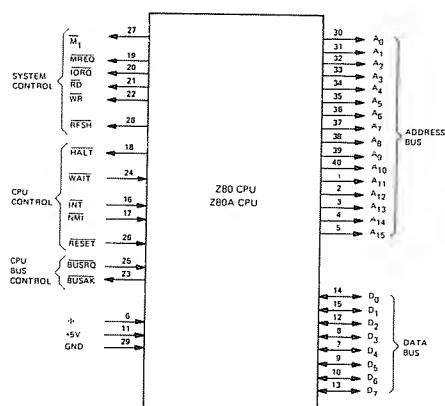 27
M1
19
MREQ
20
IORQ
21
RD
22
WR
28
RFSH
SYSTEM
CONTROL
18
HALT
24
WAIT
16
INT
17
NMI
26
RESET
CPU
CONTROL
25
BUSRQ
23
BUSAK
CPU
BUS
CONTROL
6
Φ
11
+5V
29
GND
Z80 CPU
Z80A CPU
30 A0
31 A1
32 A2
33 A3
34 A4
35 A5
36 A6
37 A7
38 A8
39 A9
40 A10
1 A11
2 A12
3 A13
4 A14
5 A15
ADDRESS
BUS
14 D0
15 D1
12 D2
8 D3
7 D4
9 D5
10 D6
13 D7
DATA
BUS